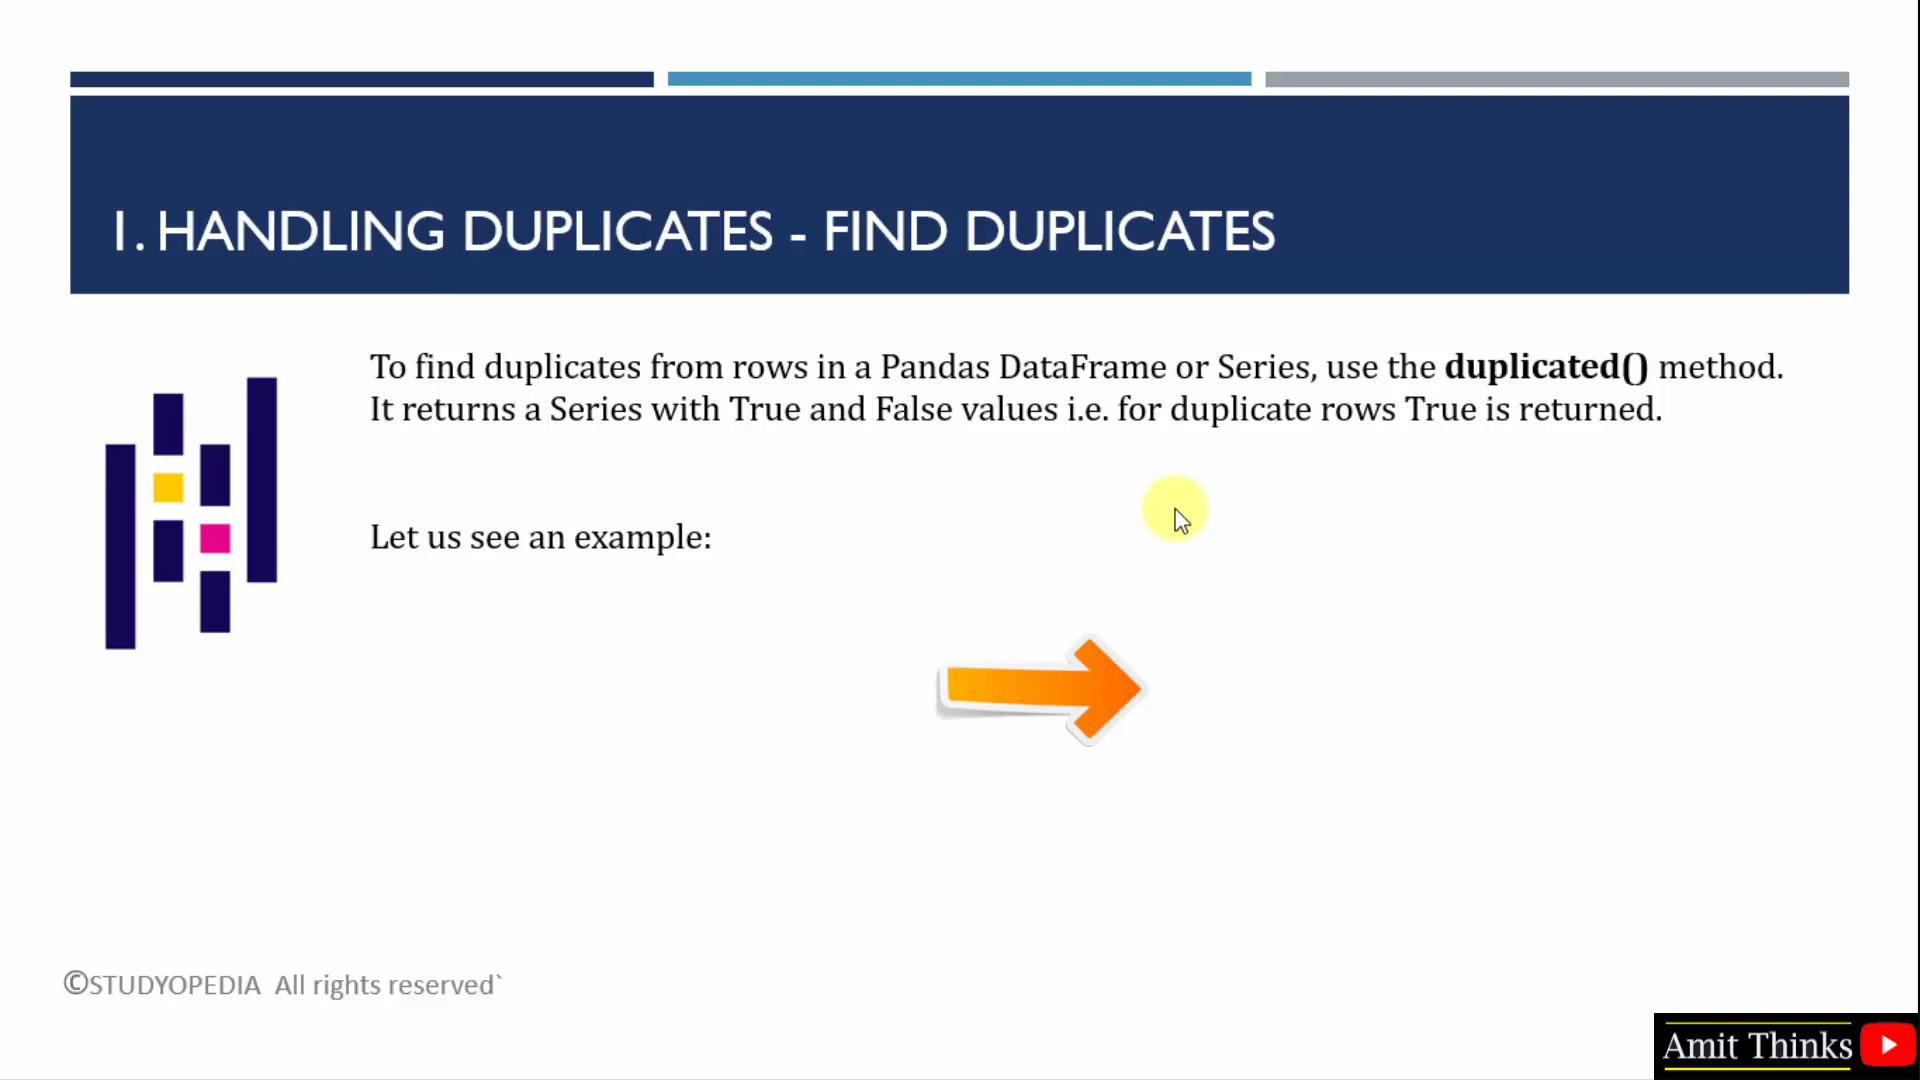 1. HANDLING DUPLICATES - FIND DUPLICATES
To find duplicates from rows in a Pandas DataFrame or Series, use the duplicated() method.
It returns a Series with True and False values i.e. for duplicate rows True is returned.
Let us see an example:
©STUDYOPEDIA All rights reserved`
Amit Thinks